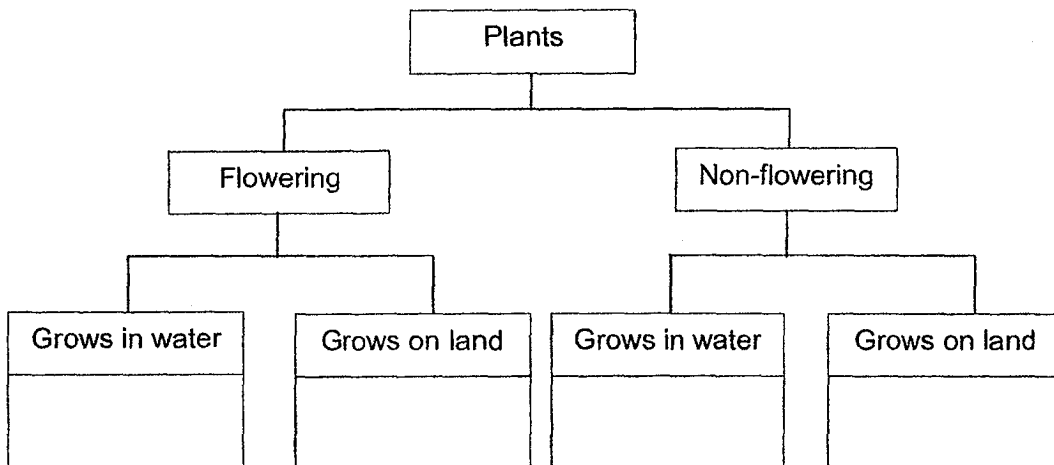 Plants
Flowering
Non-flowering
Grows in water
Grows on land
Grows in water
Grows on land